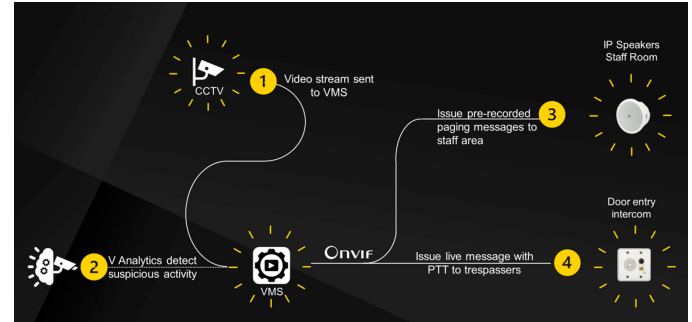 IP Speakers
Staff Room
CCTV
1
Video stream sent
to VMS
Issue pre-recorded
paging messages to
staff area
3
Door entry
intercom
2
V Analytics detect
suspicious activity
VMS
ONVIF
Issue live message with
PTT to trespassers
4